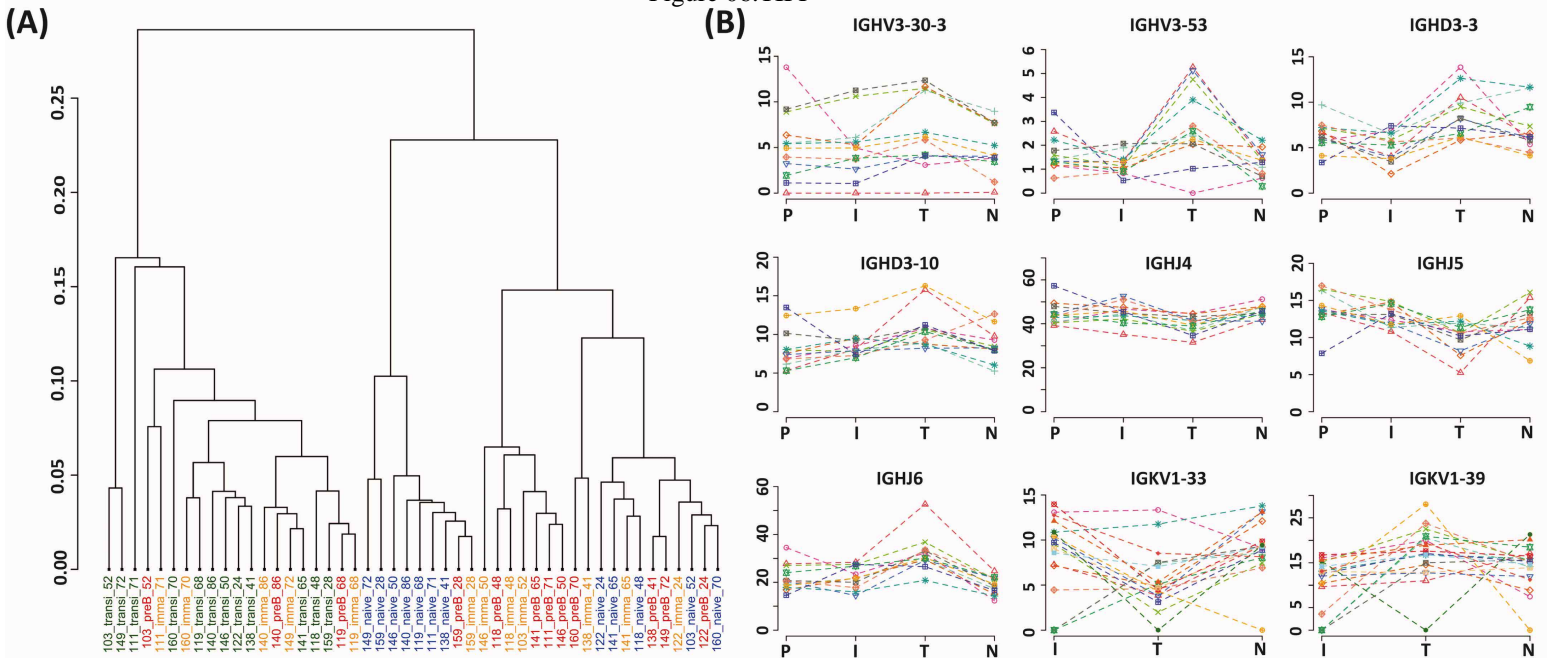 (A)
0.25
0.20
0.15
0.10
0.05
0.00
103_transi_52
149_transi_72
111_transi_71
103_preB_52
111_imma_71
160_transi_70
160_imma_70
119_transi_68
140_transi_86
146_transi_50
122_transi_24
138_transi_41
140_imma_86
140_preB_86
149_imma_72
141_transi_65
118_transi_48
159_transi_28
119_preB_68
119_imma_68
149_naive_72
159_naive_28
146_naive_50
140_naive_86
119_naive_68
111_naive_71
138_naive_41
159_preB_28
159_imma_28
146_imma_50
118_preB_48
118_imma_48
103_imma_52
141_preB_65
111_preB_71
146_preB_50
160_preB_70
138_imma_41
122_naive_24
141_naive_65
141_imma_65
118_naive_48
138_preB_41
149_preB_72
122_imma_24
103_naive_52
122_preB_24
160_naive_70
(B)
IGHV3-30-3
15
10
5
0
P I T N
IGHV3-53
6
5
4
3
2
1
0
P I T N
IGHD3-3
15
10
5
0
P I T N
IGHD3-10
20
15
10
5
0
P I T N
IGHJ4
60
40
20
0
P I T N
IGHJ5
20
15
10
5
0
P I T N
IGHJ6
60
50
40
30
20
10
0
P I T N
IGKV1-33
15
10
5
0
I T N
IGKV1-39
25
15
5
0
I T N